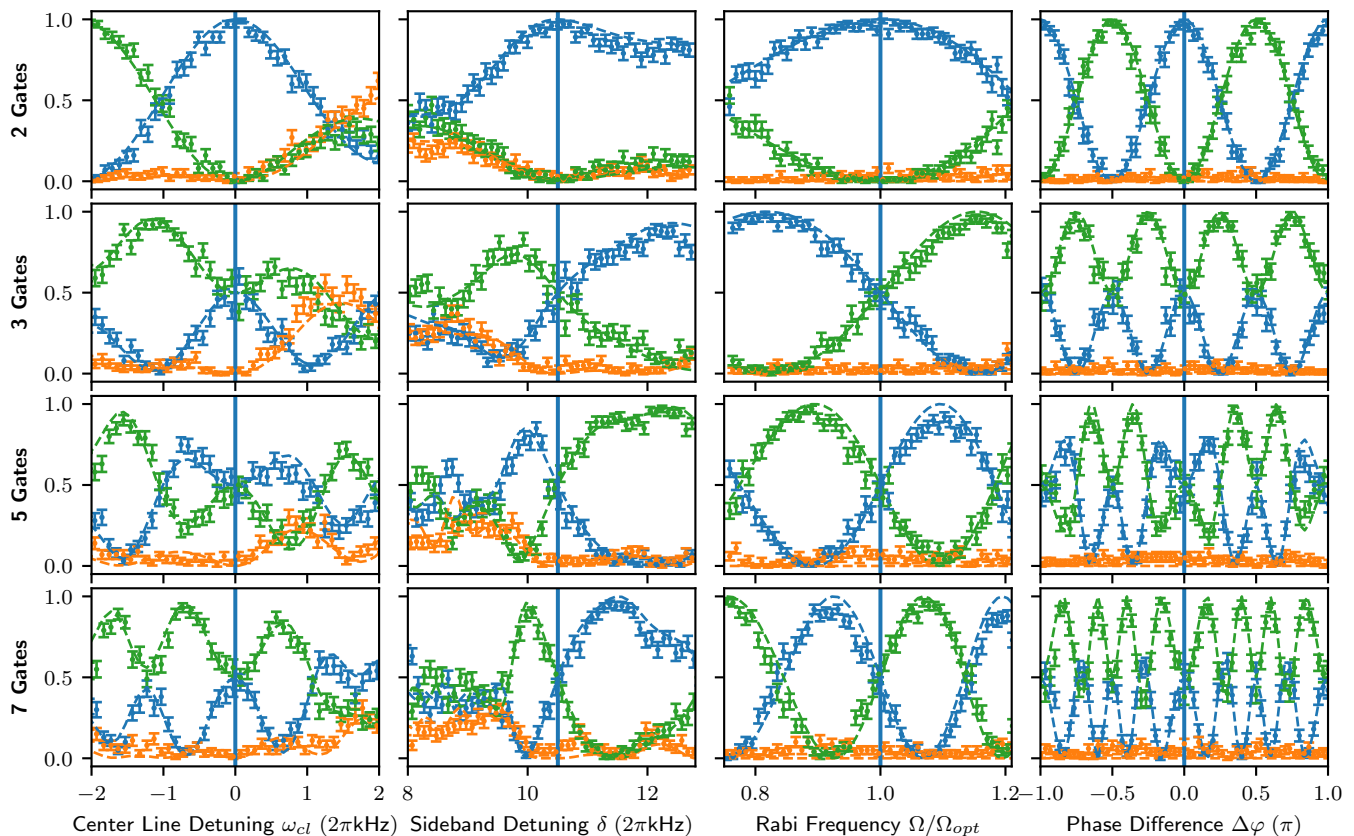 2 Gates
1.0
0.5
0.0
3 Gates
1.0
0.5
0.0
5 Gates
1.0
0.5
0.0
7 Gates
1.0
0.5
0.0
−2 −1 0 1 2 8 10 12 0.8 1.0 1.2 −1.0 −0.5 0.0 0.5 1.0
Center Line Detuning ω_cl (2πkHz) Sideband Detuning δ (2πkHz) Rabi Frequency Ω/Ω_opt Phase Difference Δφ (π)